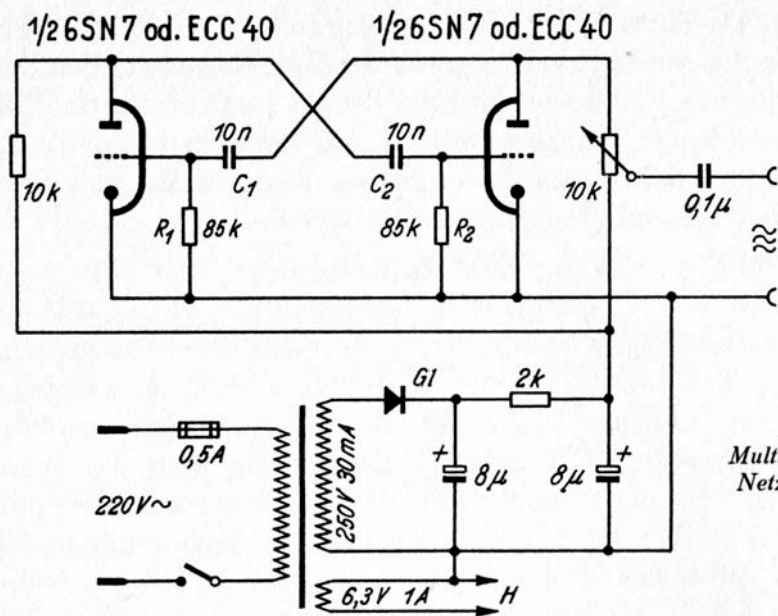 1/2 6SN7 od. ECC 40
1/2 6SN7 od. ECC 40
10n
10n
C1
C2
10k
R1
85k
85k
R2
10k
0,1µ
≈
Gl
2k
0,5A
220V~
250V 30mA
+
8µ
+
8µ
Mult
Netz
6,3V 1A
H